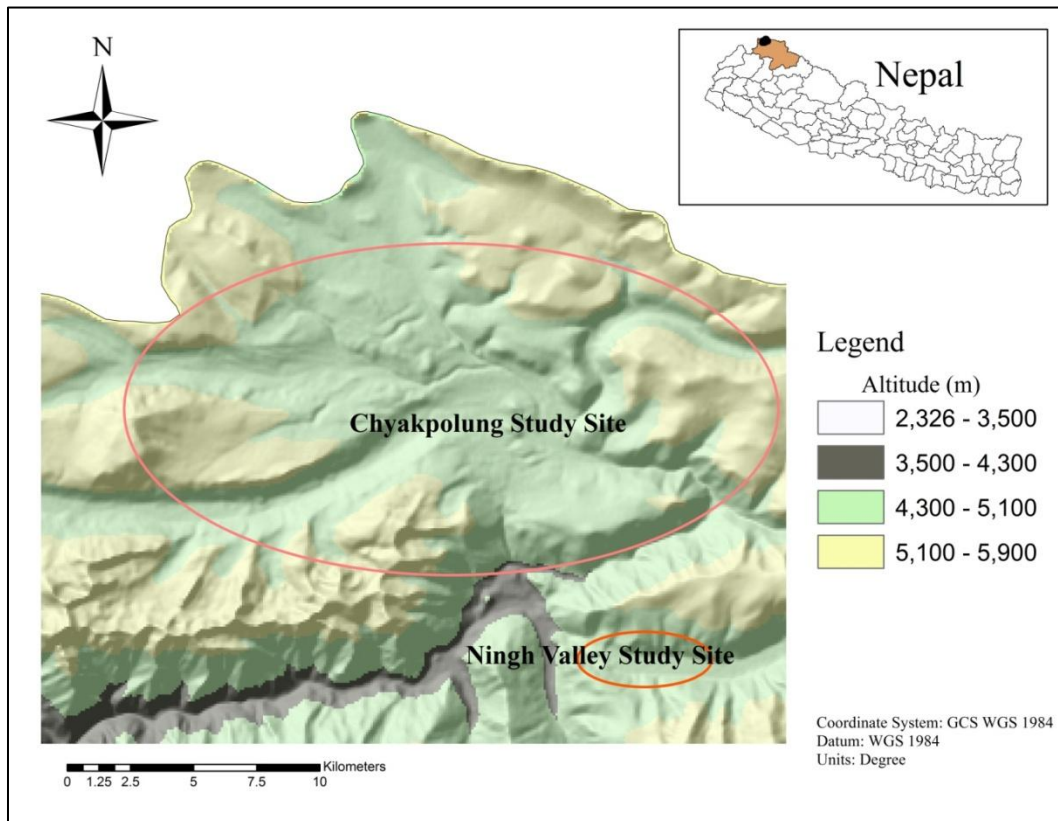 N
Nepal
Chyakpolung Study Site
Ningh Valley Study Site
Legend
Altitude (m)
2,326 - 3,500
3,500 - 4,300
4,300 - 5,100
5,100 - 5,900
Coordinate System: GCS WGS 1984
Datum: WGS 1984
Units: Degree
Kilometers
0 1.25 2.5 5 7.5 10